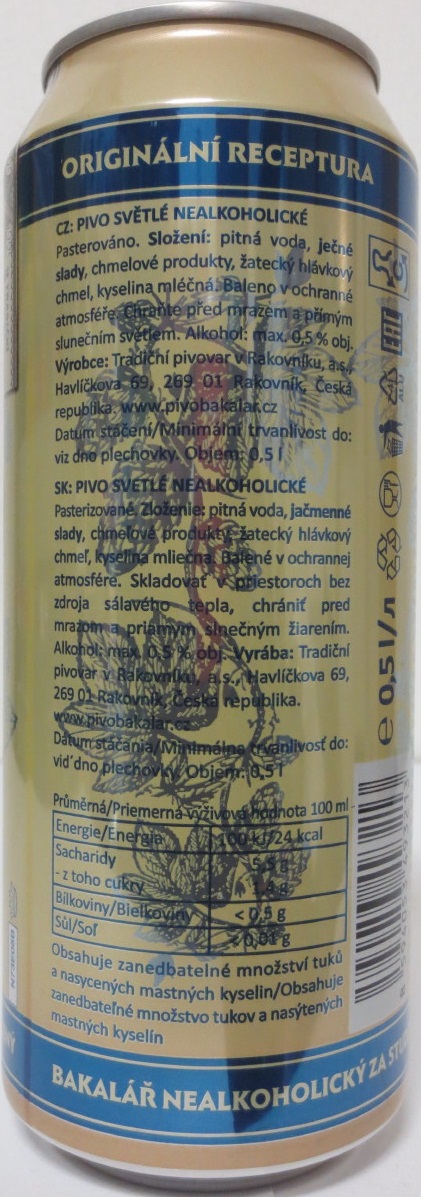 ORIGINÁLNÍ RECEPTURA
CZ: PIVO SVĚTLÉ NEALKOHOLICKÉ
Pasterováno. Složení: pitná voda, ječné
slady, chmelové produkty, žatecký hlávkový
chmel, kyselina mléčná. Baleno v ochranné
atmosféře. Chraňte před mrazem a přímým
slunečním světlem. Alkohol: max. 0,5 % obj.
Výrobce: Tradiční pivovar v Rakovníku, a.s.,
Havlíčkova 69, 269 01 Rakovník, Česká
republika. www.pivobakalar.cz
Datum stáčení/Minimální trvanlivost do:
viz dno plechovky. Objem: 0,5 l
SK: PIVO SVETLÉ NEALKOHOLICKÉ
Pasterizované. Zloženie: pitná voda, jačmenné
slady, chmeľové produkty, žatecký hlávkový
chmeľ, kyselina mliečna. Balené v ochrannej
atmosfére. Skladovať v priestoroch bez
zdroja sálavého tepla, chrániť pred
mrazom a priamym slnečným žiarením.
Alkohol: max. 0,5 % obj. Vyrába: Tradiční
pivovar v Rakovníku, a.s., Havlíčkova 69,
269 01 Rakovník, Česká republika.
www.pivobakalar.cz
Dátum stáčania/Minimálna trvanlivosť do:
viď dno plechovky. Objem: 0,5 l
Průměrná/Priemerná výživová hodnota 100 ml
Energie/Energia 100 kJ/24 kcal
Sacharidy 5,5 g
- z toho cukry 1,4 g
Bílkoviny/Bielkoviny < 0,5 g
Sůl/Soľ < 0,01 g
Obsahuje zanedbatelné množství tuků
a nasycených mastných kyselin/Obsahuje
zanedbateľné množstvo tukov a nasýtených
mastných kyselín
EAC
ALU
e 0,5 l/л
BAKALÁŘ NEALKOHOLICKÝ ZA